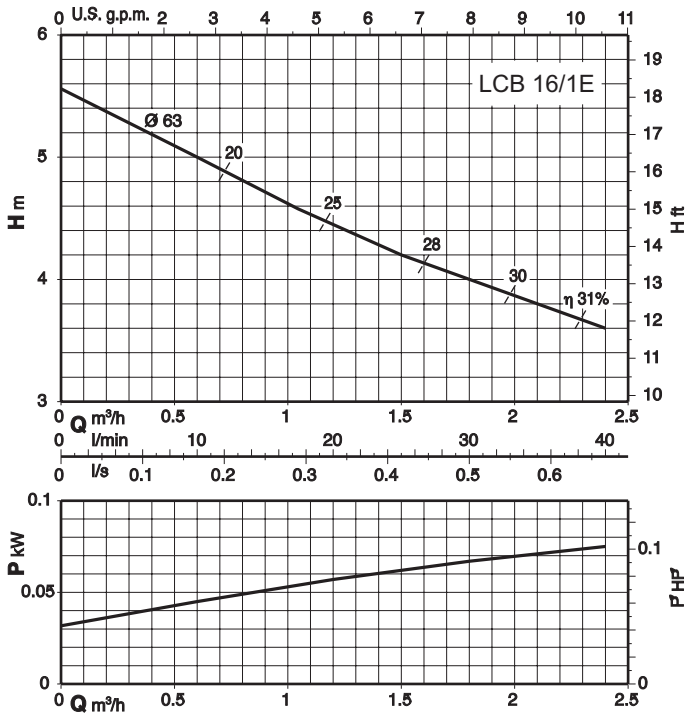 0 U.S. g.p.m. 2 3 4 5 6 7 8 9 10 11
6
5
4
3
H m
LCB 16/1E
Ø 63
20
25
28
30
η 31%
19
18
17
16
15
14
13
12
11
10
H ft
0 Q m³/h 0.5 1 1.5 2 2.5
0 l/min 10 20 30 40
0 l/s 0.1 0.2 0.3 0.4 0.5 0.6
0.1
0.05
0
P kW
0.1
0
P HP
0 Q m³/h 0.5 1 1.5 2 2.5